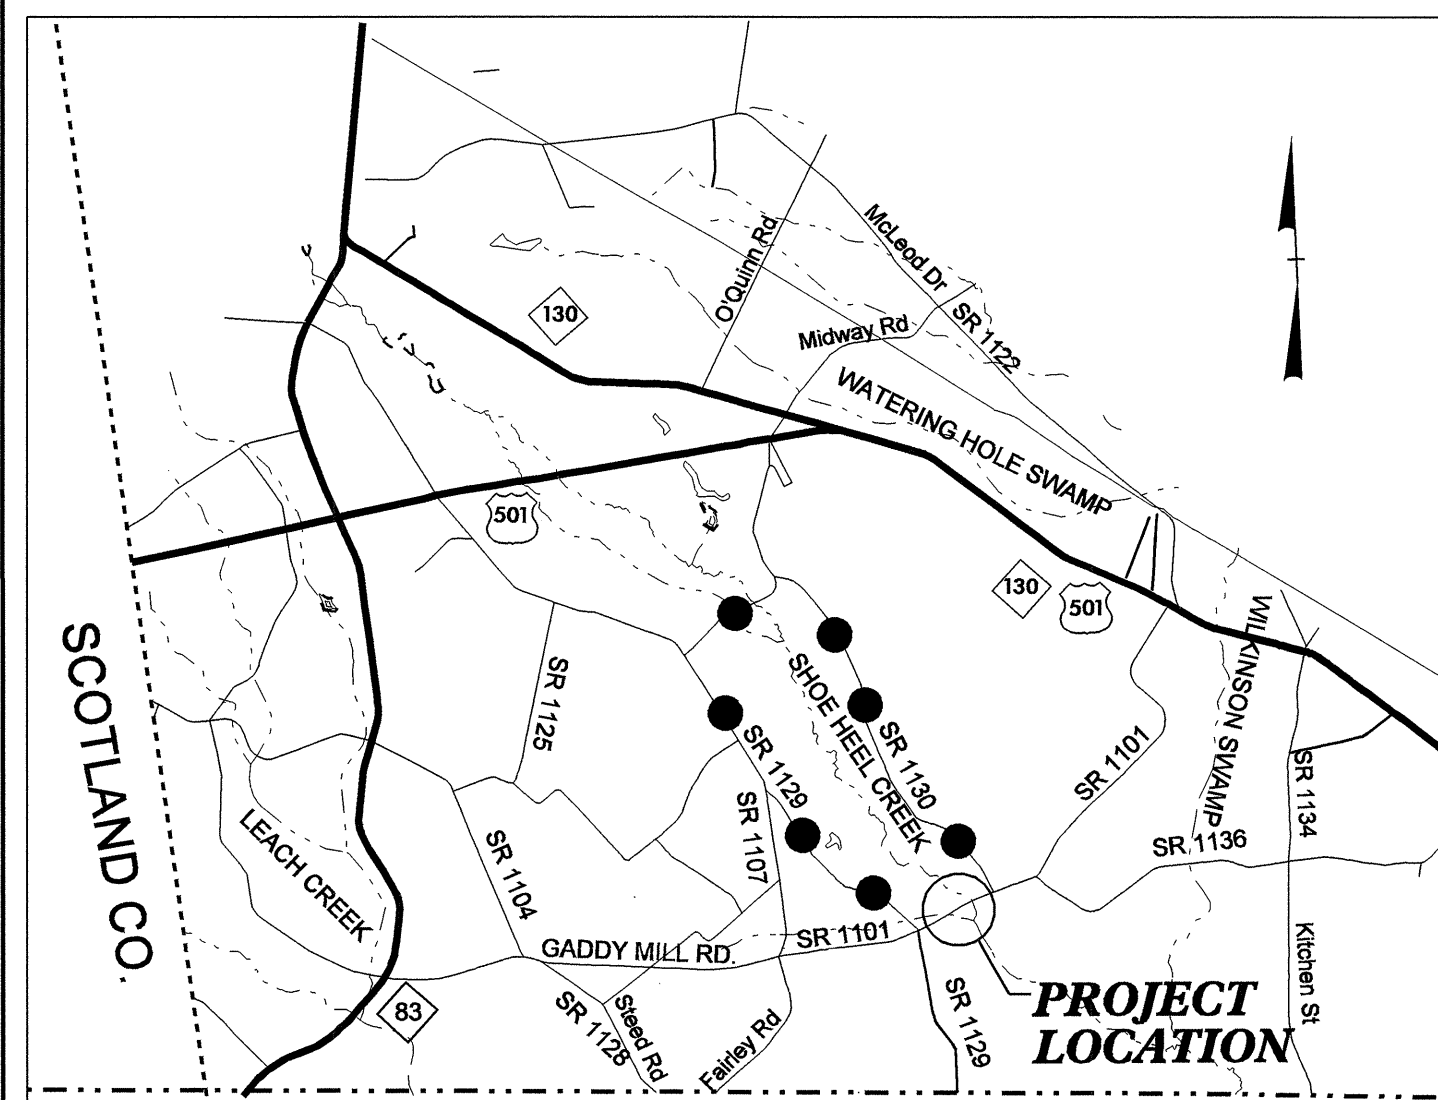 McLeod Dr
SR 1122
O'Quinn Rd
130
Midway Rd
WATERING HOLE SWAMP
501
130
501
WILKINSON SWAMP
SCOTLAND CO.
SR 1125
SHOE HEEL CREEK
SR 1129
SR 1130
SR 1101
SR 1134
SR 1107
SR 1136
LEACH CREEK
SR 1104
GADDY MILL RD.
SR 1101
Kitchen St
83
SR 1128
Steed Rd
Fairley Rd
SR 1129
PROJECT
LOCATION